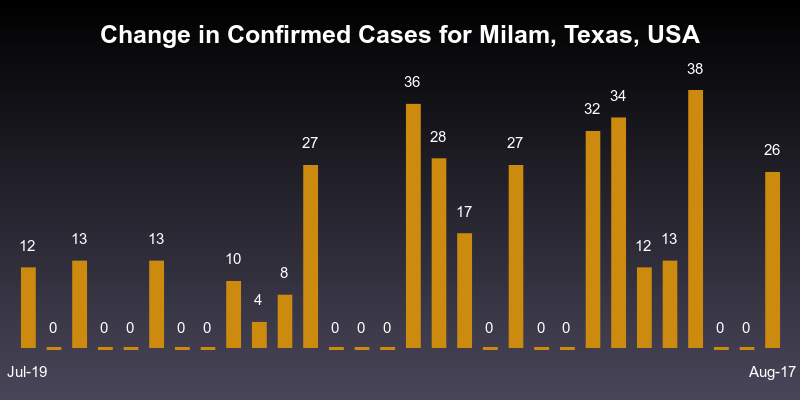 Change in Confirmed Cases for Milam, Texas, USA
12 0 13 0 0 13 0 0 10 4 8 27 0 0 0 36 28 17 0 27 0 0 32 34 12 13 38 0 0 26
Jul-19 Aug-17